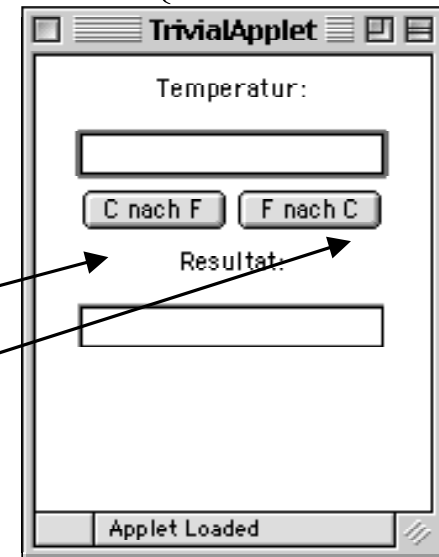 TrivialApplet
Temperatur:
C nach F F nach C
Resultat:
Applet Loaded